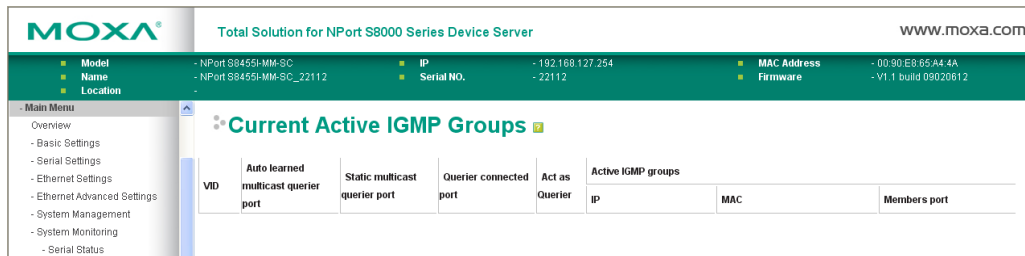 MOXA®
Total Solution for NPort S8000 Series Device Server
www.moxa.com
Model - NPort S8455I-MM-SC IP - 192.168.127.254 MAC Address - 00:90:E8:65:A4:4A
Name - NPort S8455I-MM-SC_22112 Serial NO. - 22112 Firmware - V1.1 build 09020612
Location -
- Main Menu
Overview
- Basic Settings
- Serial Settings
- Ethernet Settings
- Ethernet Advanced Settings
- System Management
- System Monitoring
- Serial Status
Current Active IGMP Groups
VID
Auto learned
multicast querier
port
Static multicast
querier port
Querier connected
port
Act as
Querier
Active IGMP groups
IP
MAC
Members port